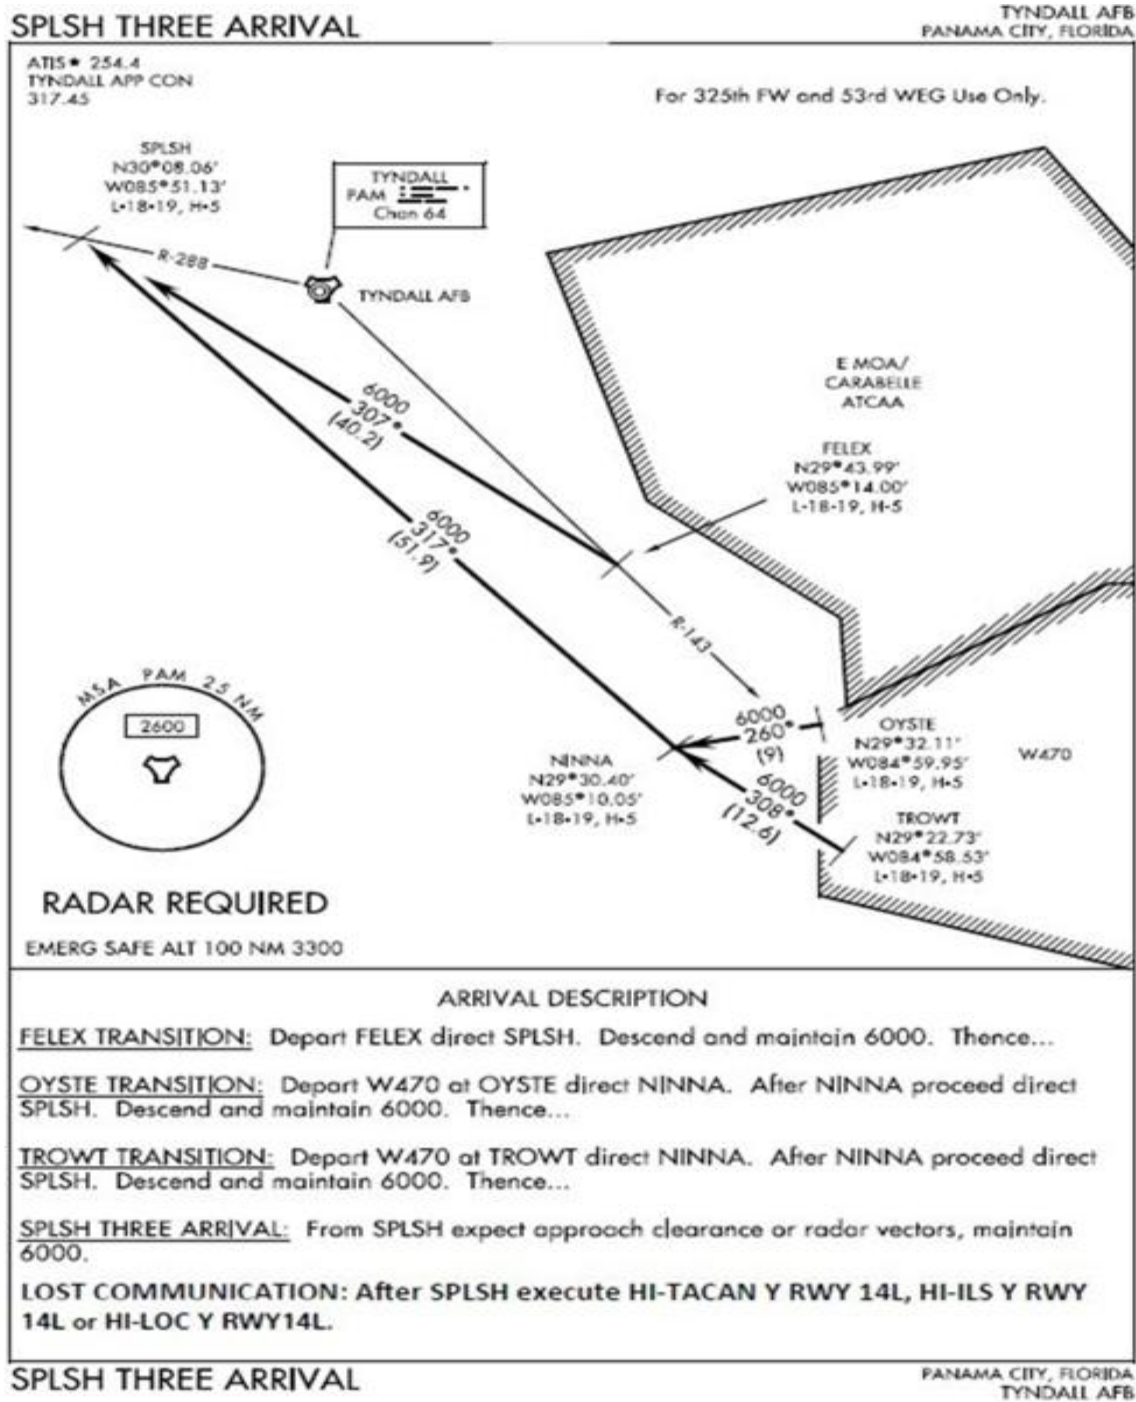 SPLSH THREE ARRIVAL
TYNDALL AFB
PANAMA CITY, FLORIDA
ATIS★ 254.4
TYNDALL APP CON
317.45
For 325th FW and 53rd WEG Use Only.
SPLSH
N30°08.06'
W085°51.13'
L-18-19, H-5
TYNDALL
PAM
Chan 64
R-288
TYNDALL AFB
E MOA/
CARABELLE
ATCAA
6000
307°
(40.2)
FELEX
N29°43.99'
W085°14.00'
L-18-19, H-5
6000
317°
(51.9)
R-143
MSA PAM 25 NM
2600
6000
260°
(9)
OYSTE
N29°32.11'
W084°59.95'
L-18-19, H-5
W470
NINNA
N29°30.40'
W085°10.05'
L-18-19, H-5
6000
308°
(12.6)
TROWT
N29°22.73'
W084°58.53'
L-18-19, H-5
RADAR REQUIRED
EMERG SAFE ALT 100 NM 3300
ARRIVAL DESCRIPTION
FELEX TRANSITION: Depart FELEX direct SPLSH. Descend and maintain 6000. Thence...
OYSTE TRANSITION: Depart W470 at OYSTE direct NINNA. After NINNA proceed direct
SPLSH. Descend and maintain 6000. Thence...
TROWT TRANSITION: Depart W470 at TROWT direct NINNA. After NINNA proceed direct
SPLSH. Descend and maintain 6000. Thence...
SPLSH THREE ARRIVAL: From SPLSH expect approach clearance or radar vectors, maintain
6000.
LOST COMMUNICATION: After SPLSH execute HI-TACAN Y RWY 14L, HI-ILS Y RWY
14L or HI-LOC Y RWY14L.
SPLSH THREE ARRIVAL
PANAMA CITY, FLORIDA
TYNDALL AFB